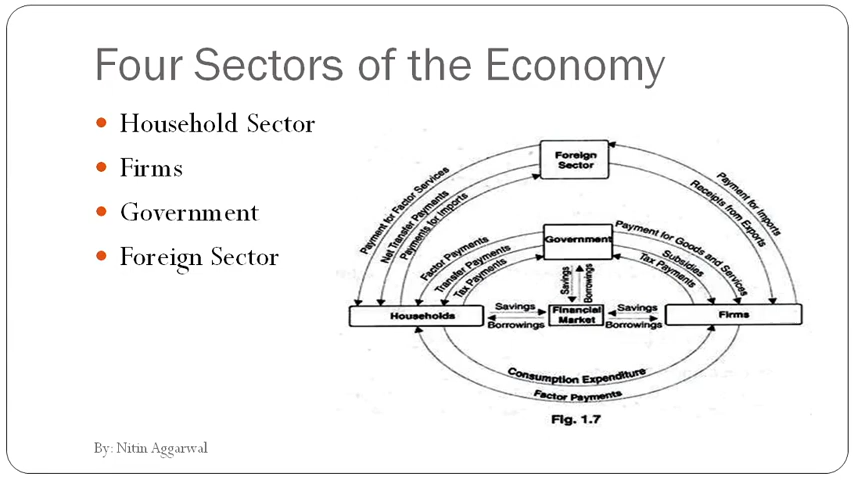 Four Sectors of the Economy
Household Sector
Firms
Government
Foreign Sector
Foreign
Sector
Payment for Factor Services
Net Transfer Payments
Payments for Imports
Payment for Imports
Receipts from Exports
Government
Factor Payments
Transfer Payments
Tax Payments
Payment for Goods and Services
Subsidies
Tax Payments
Savings
Borrowings
Households
Savings
Borrowings
Financial
Market
Savings
Borrowings
Firms
Consumption Expenditure
Factor Payments
Fig. 1.7
By: Nitin Aggarwal